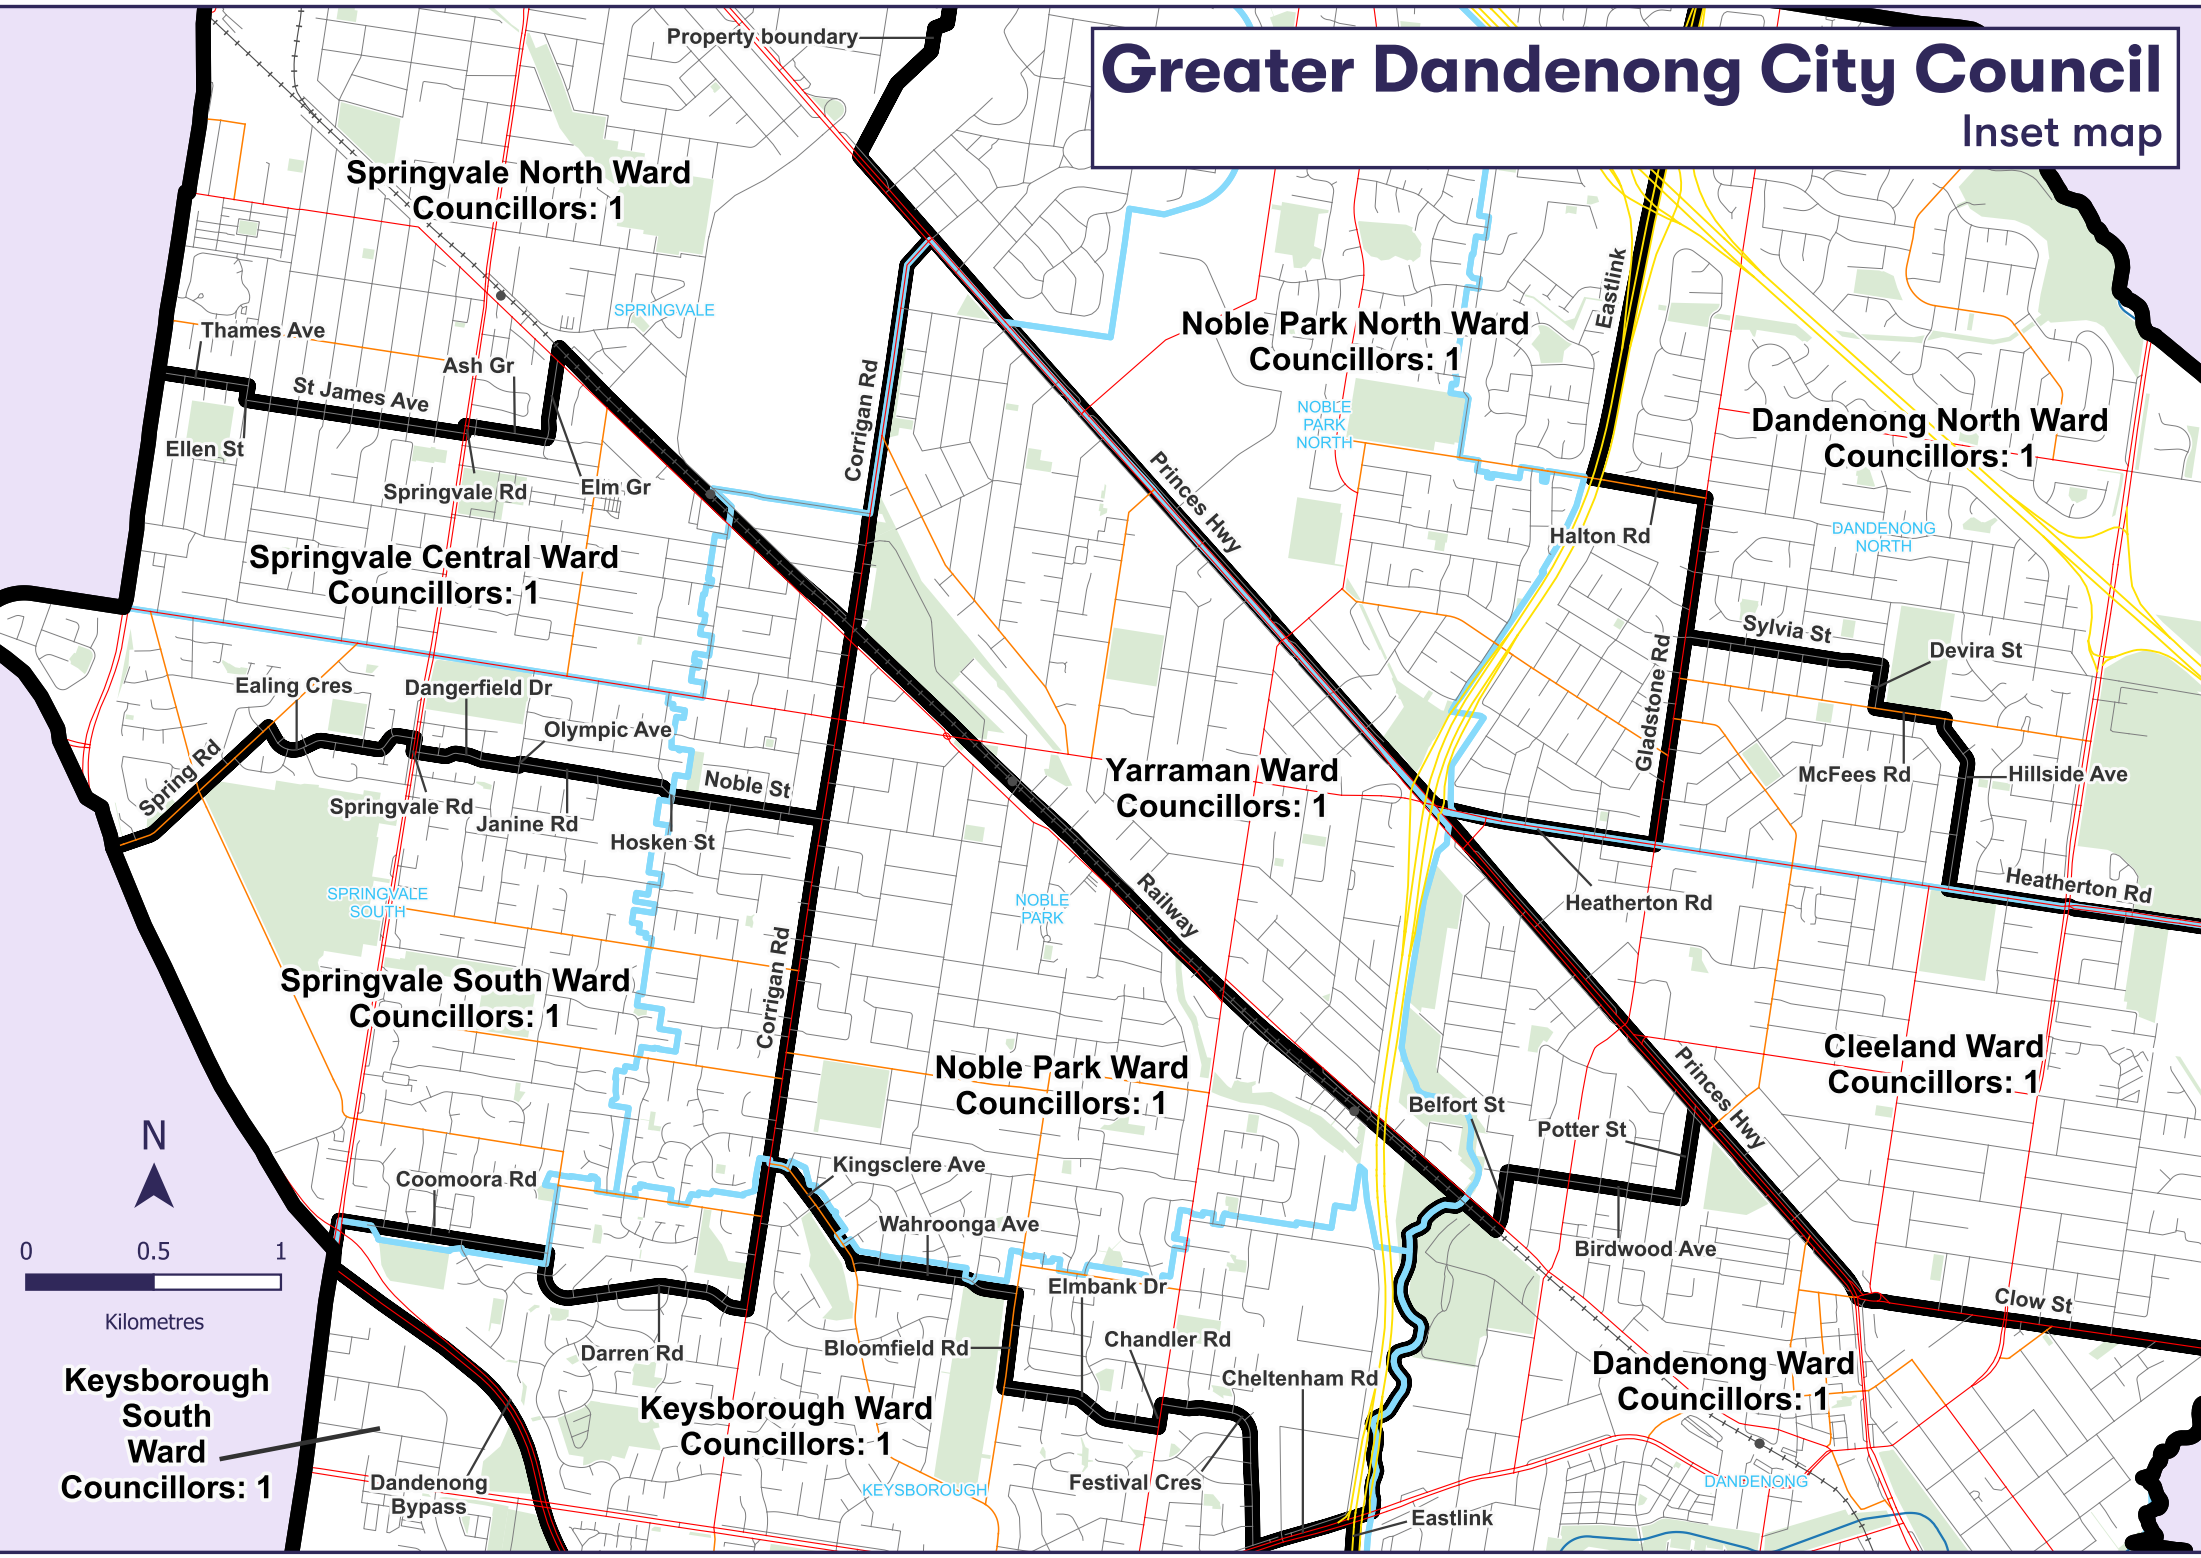 Greater Dandenong City Council
Inset map
Property boundary
Springvale North Ward
Councillors: 1
SPRINGVALE
Thames Ave
Ash Gr
St James Ave
Ellen St
Springvale Rd
Elm Gr
Corrigan Rd
Eastlink
Noble Park North Ward
Councillors: 1
NOBLE
PARK
NORTH
Princes Hwy
Dandenong North Ward
Councillors: 1
Halton Rd
DANDENONG
NORTH
Springvale Central Ward
Councillors: 1
Sylvia St
Devira St
Gladstone Rd
McFees Rd
Hillside Ave
Heatherton Rd
Ealing Cres
Dangerfield Dr
Olympic Ave
Spring Rd
Springvale Rd
Janine Rd
Noble St
Hosken St
Yarraman Ward
Councillors: 1
Heatherton Rd
SPRINGVALE
SOUTH
NOBLE
PARK
Railway
Springvale South Ward
Councillors: 1
Corrigan Rd
Noble Park Ward
Councillors: 1
Cleeland Ward
Councillors: 1
Princes Hwy
Belfort St
Potter St
Birdwood Ave
N
0 0.5 1
Kilometres
Coomoora Rd
Kingsclere Ave
Wahroonga Ave
Elmbank Dr
Darren Rd
Bloomfield Rd
Chandler Rd
Cheltenham Rd
Clow St
Keysborough
South
Ward
Councillors: 1
Keysborough Ward
Councillors: 1
Dandenong Ward
Councillors: 1
Dandenong
Bypass
KEYSBOROUGH
Festival Cres
Eastlink
DANDENONG